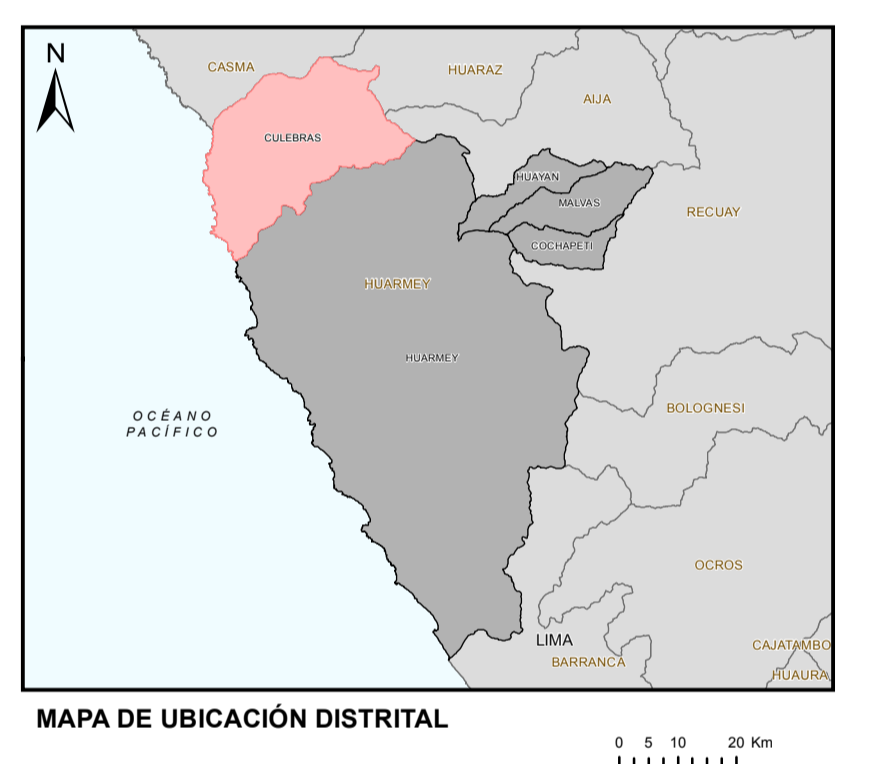 N
CASMA
HUARAZ
AIJA
CULEBRAS
HUAYAN
MALVAS
RECUAY
COCHAPETI
HUARMEY
HUARMEY
OCÉANO
PACÍFICO
BOLOGNESI
OCROS
LIMA
BARRANCA
CAJATAMBO
HUAURA
MAPA DE UBICACIÓN DISTRITAL
0 5 10 20 Km